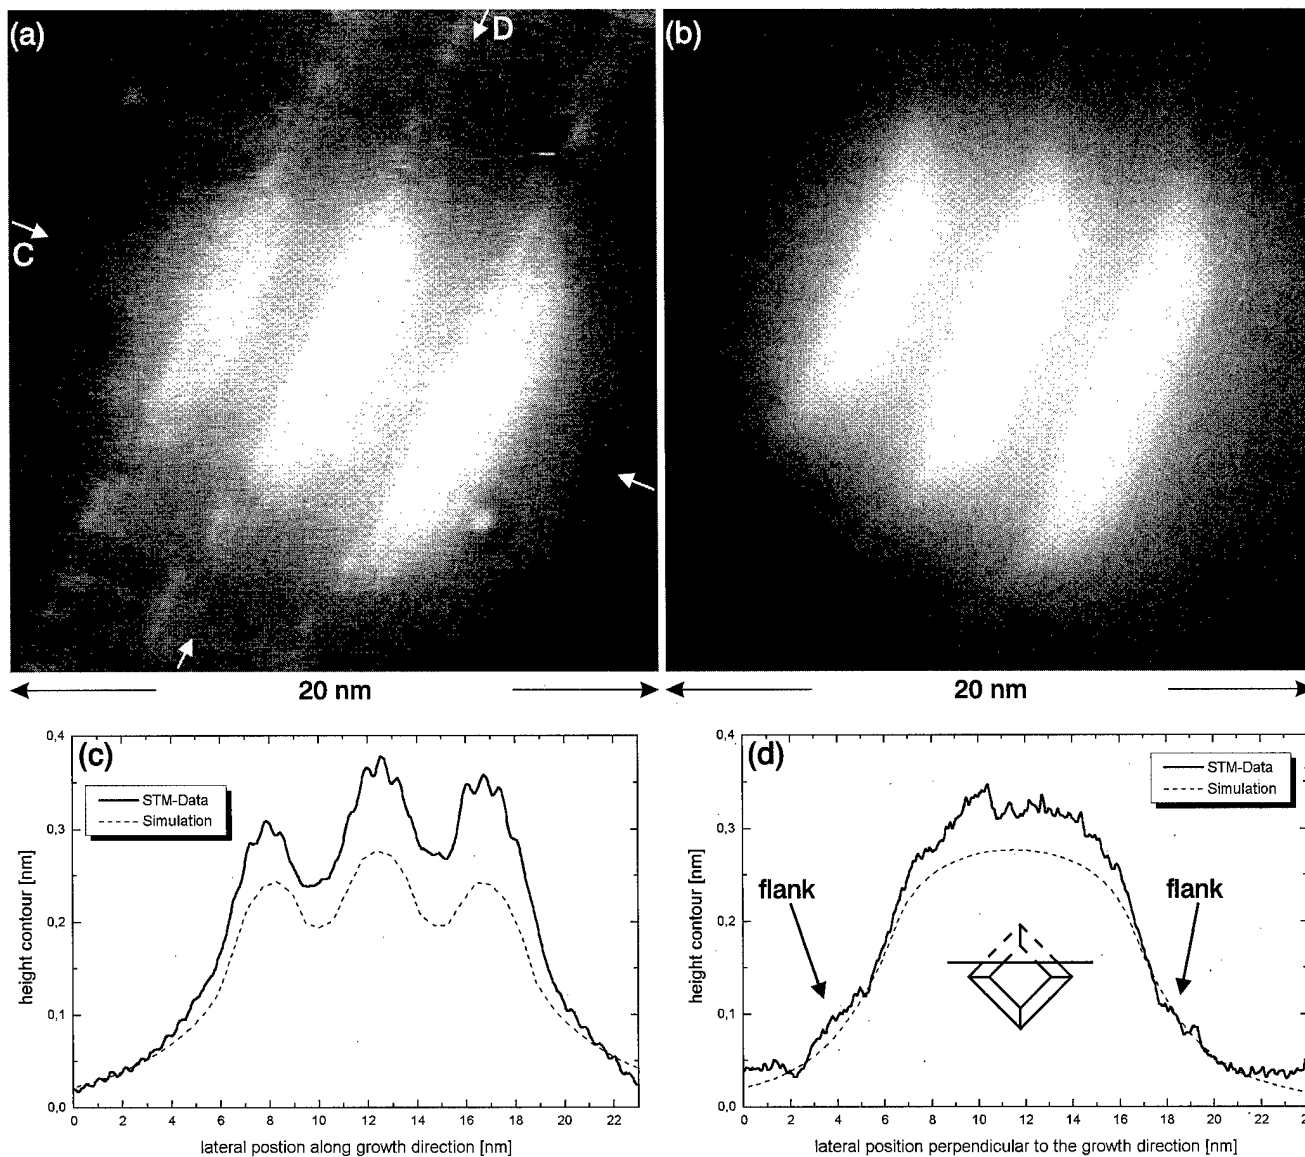 (a)
D
C
(b)
20 nm
20 nm
(c)
STM-Data
Simulation
height contour [nm]
0,4
0,3
0,2
0,1
0,0
0 2 4 6 8 10 12 14 16 18 20 22
lateral postion along growth direction [nm]
(d)
STM-Data
Simulation
flank
flank
height contour [nm]
0,4
0,3
0,2
0,1
0,0
0 2 4 6 8 10 12 14 16 18 20 22
lateral position perpendicular to the growth direction [nm]